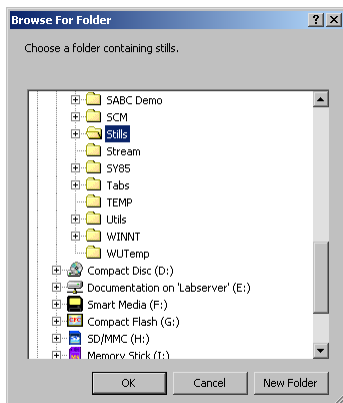 Browse For Folder
Choose a folder containing stills.
SABC Demo
SCM
Stills
Stream
SY85
Tabs
TEMP
Utils
WINNT
WUTemp
Compact Disc (D:)
Documentation on 'Labserver' (E:)
Smart Media (F:)
Compact Flash (G:)
SD/MMC (H:)
Memory Stick (I:)
OK Cancel New Folder